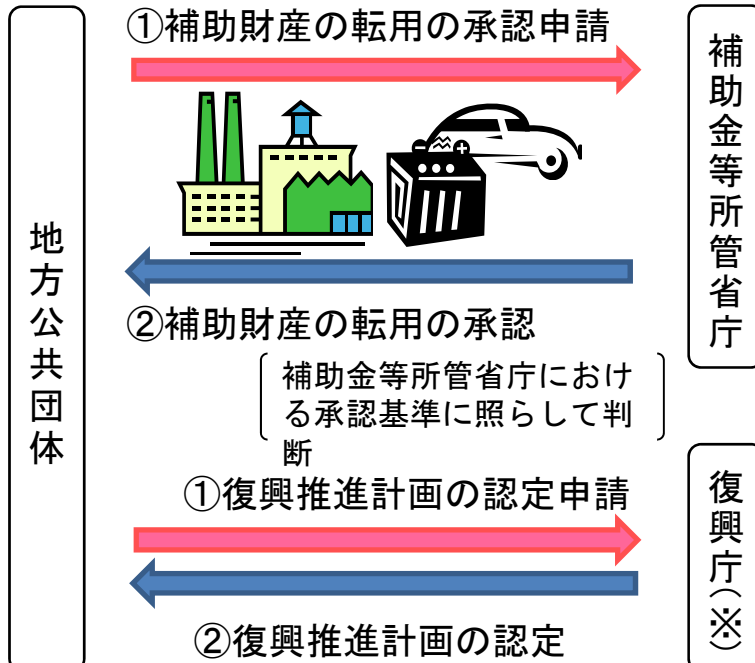 ①補助財産の転用の承認申請
補助金等所管省庁
地方公共団体
②補助財産の転用の承認
補助金等所管省庁におけ
る承認基準に照らして判
断
①復興推進計画の認定申請
復興庁(※)
②復興推進計画の認定